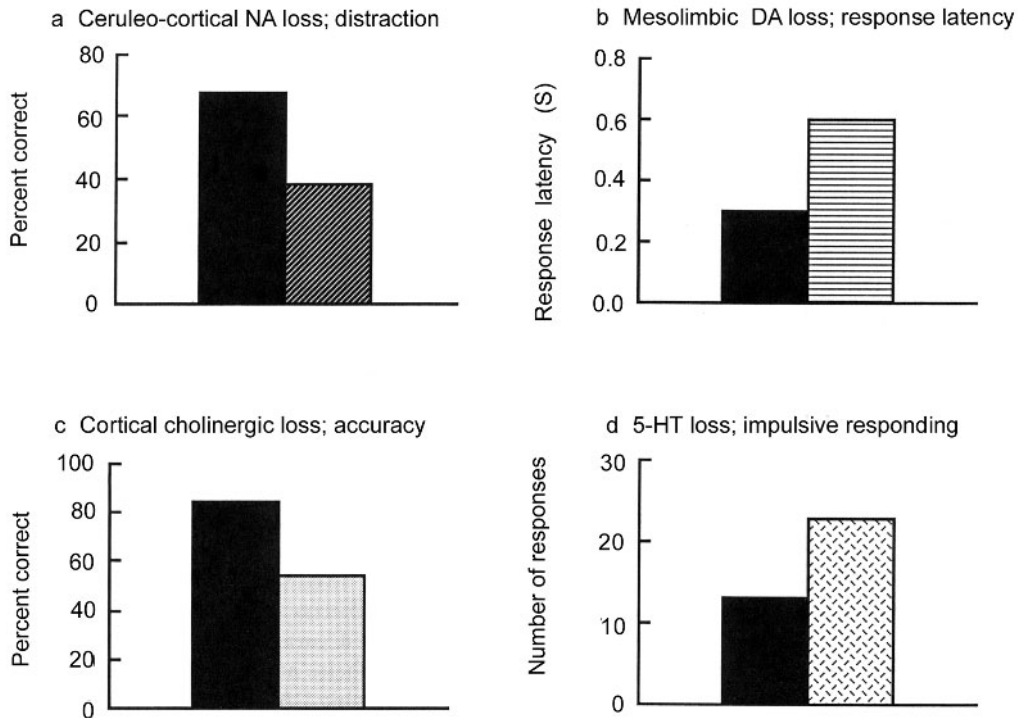 a Ceruleo-cortical NA loss; distraction
Percent correct
80
60
40
20
0
b Mesolimbic DA loss; response latency
Response latency (S)
0.8
0.6
0.4
0.2
0.0
c Cortical cholinergic loss; accuracy
Percent correct
100
80
60
40
20
0
d 5-HT loss; impulsive responding
Number of responses
30
20
10
0